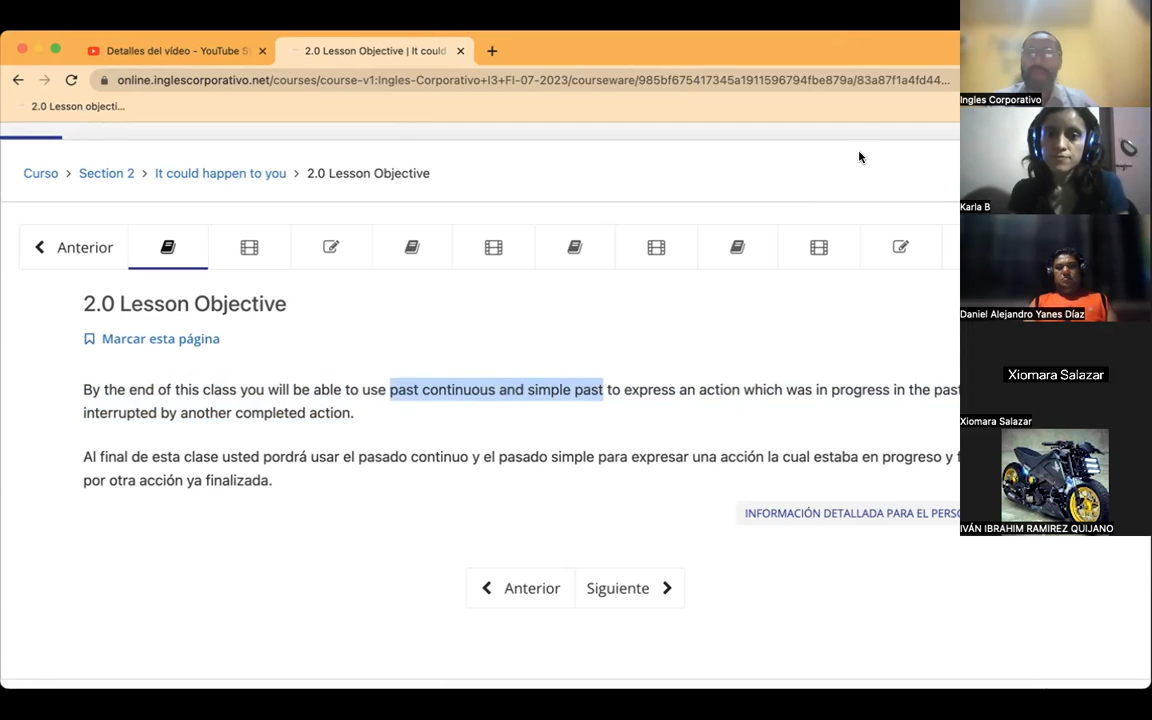 Detalles del vídeo - YouTube S
2.0 Lesson Objective | It could
online.inglescorporativo.net/courses/course-v1:Ingles-Corporativo+I3+FI-07-2023/courseware/985bf675417345a1911596794fbe879a/83a87f1a4fd44...
2.0 Lesson objecti...
Curso > Section 2 > It could happen to you > 2.0 Lesson Objective
Anterior
2.0 Lesson Objective
Marcar esta página
By the end of this class you will be able to use past continuous and simple past to express an action which was in progress in the past
interrupted by another completed action.
Al final de esta clase usted pordrá usar el pasado continuo y el pasado simple para expresar una acción la cual estaba en progreso y f
por otra acción ya finalizada.
INFORMACIÓN DETALLADA PARA EL PERSO
Anterior Siguiente
Ingles Corporativo
Karla B
Daniel Alejandro Yanes Díaz
Xiomara Salazar
Xiomara Salazar
IVÁN IBRAHIM RAMIREZ QUIJANO